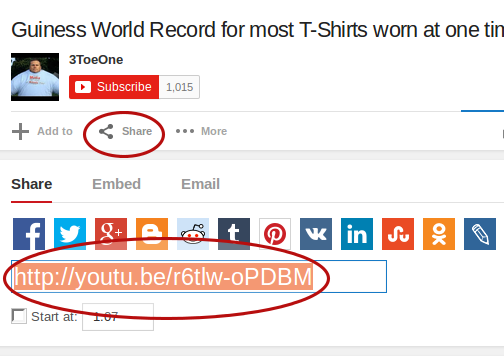 Guiness World Record for most T-Shirts worn at one tim
3ToeOne
Subscribe 1,015
Add to Share More
Share Embed Email
http://youtu.be/r6tlw-oPDBM
Start at: 1:07